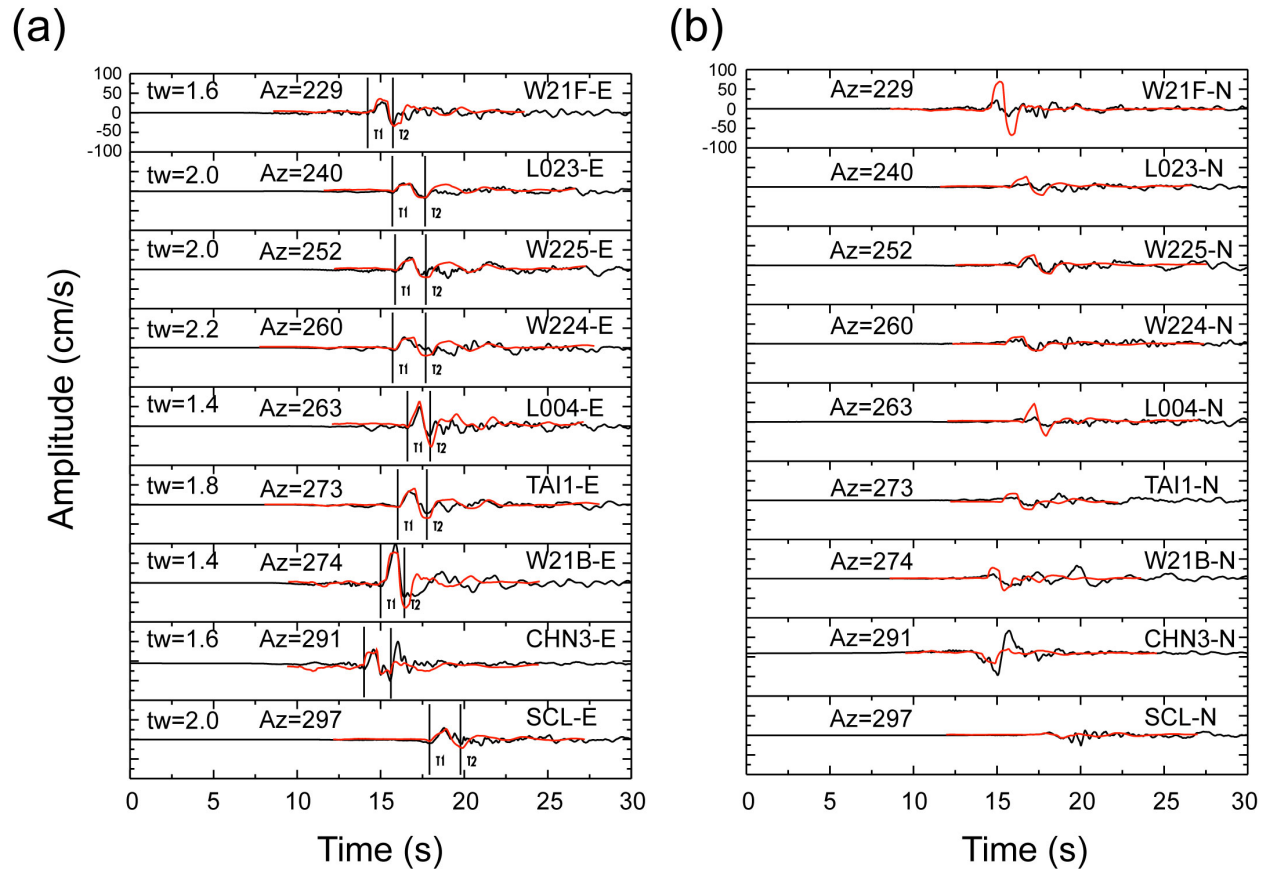 (a)
(b)
100
50
0
-50
-100
tw=1.6 Az=229 W21F-E
T1 T2
tw=2.0 Az=240 L023-E
T1 T2
tw=2.0 Az=252 W225-E
T1 T2
tw=2.2 Az=260 W224-E
T1 T2
tw=1.4 Az=263 L004-E
T1 T2
tw=1.8 Az=273 TAI1-E
T1 T2
tw=1.4 Az=274 W21B-E
T1 T2
tw=1.6 Az=291 CHN3-E
tw=2.0 Az=297 SCL-E
T1 T2
0 5 10 15 20 25 30
Time (s)
Amplitude (cm/s)
100
50
0
-50
-100
Az=229 W21F-N
Az=240 L023-N
Az=252 W225-N
Az=260 W224-N
Az=263 L004-N
Az=273 TAI1-N
Az=274 W21B-N
Az=291 CHN3-N
Az=297 SCL-N
0 5 10 15 20 25 30
Time (s)